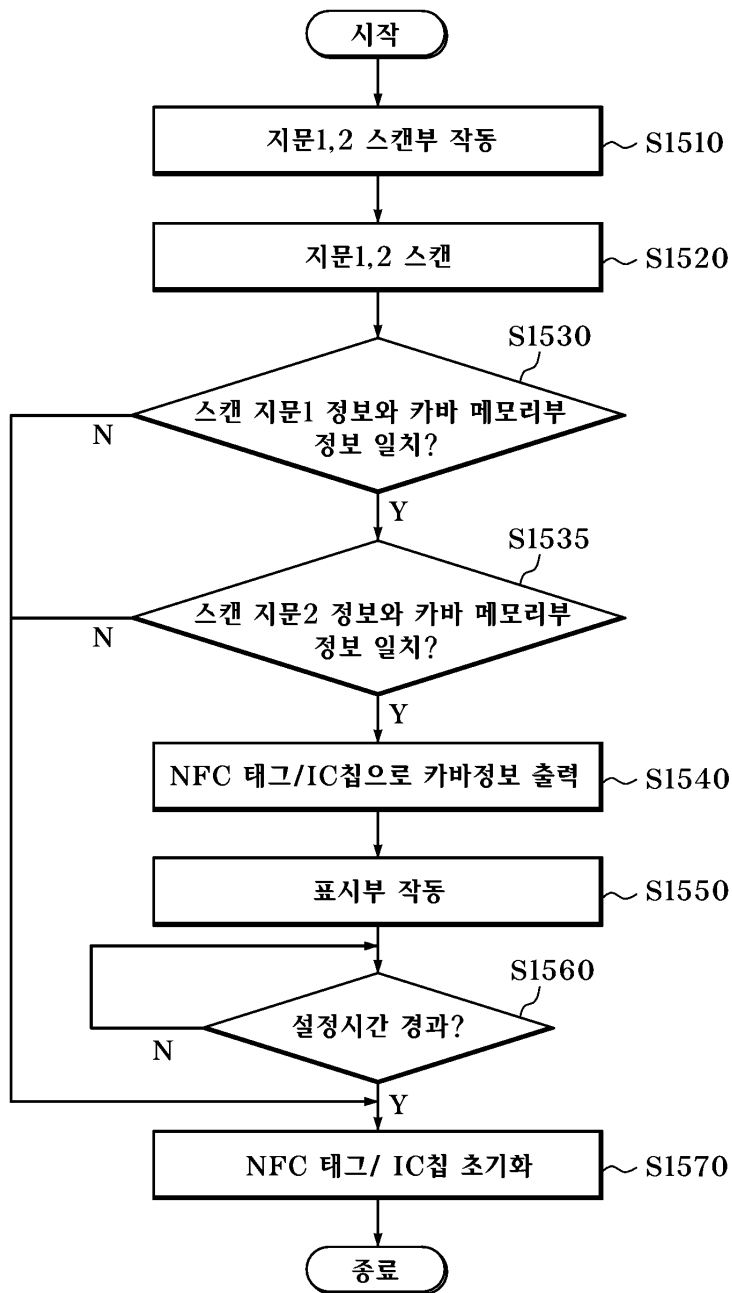 시작
지문1,2 스캔부 작동
S1510
지문1,2 스캔
S1520
S1530
스캔 지문1 정보와 카바 메모리부
정보 일치?
N
Y
S1535
스캔 지문2 정보와 카바 메모리부
정보 일치?
N
Y
NFC 태그/IC칩으로 카바정보 출력
S1540
표시부 작동
S1550
S1560
설정시간 경과?
N
Y
NFC 태그/ IC칩 초기화
S1570
종료